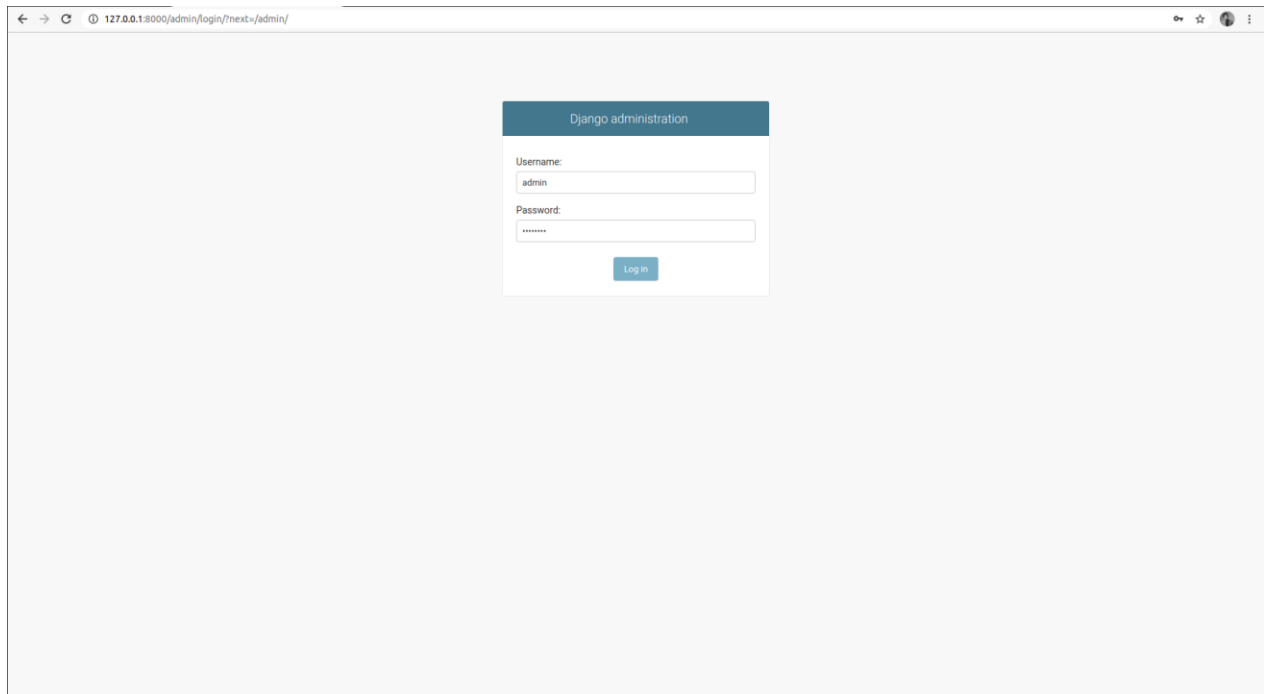 127.0.0.1:8000/admin/login/?next=/admin/
Django administration
Username:
admin
Password:
••••••••
Log in